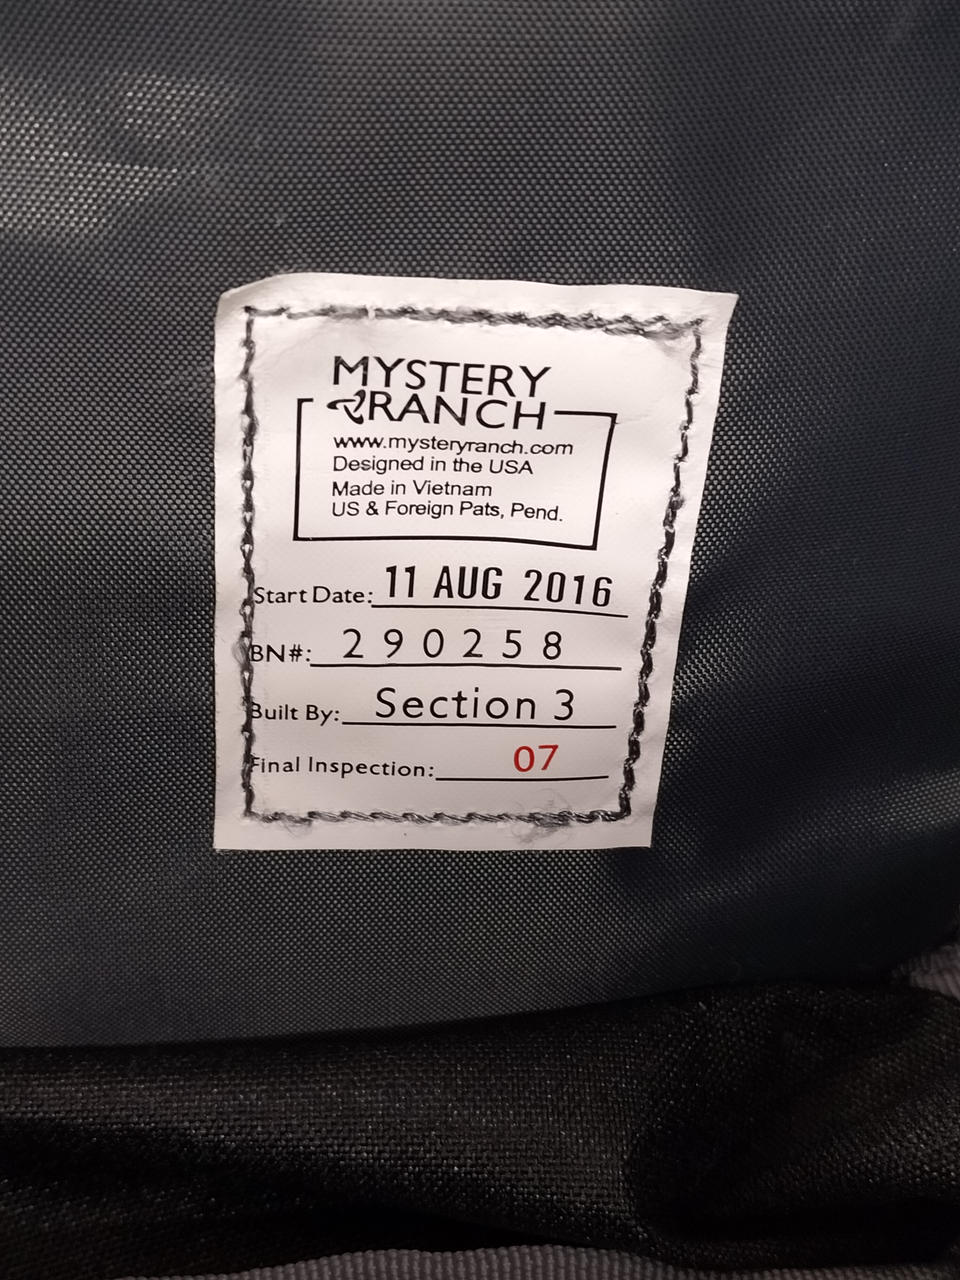 MYSTERY
RANCH
www.mysteryranch.com
Designed in the USA
Made in Vietnam
US & Foreign Pats, Pend.
Start Date: 11 AUG 2016
BN#: 290258
Built By: Section 3
Final Inspection: 07